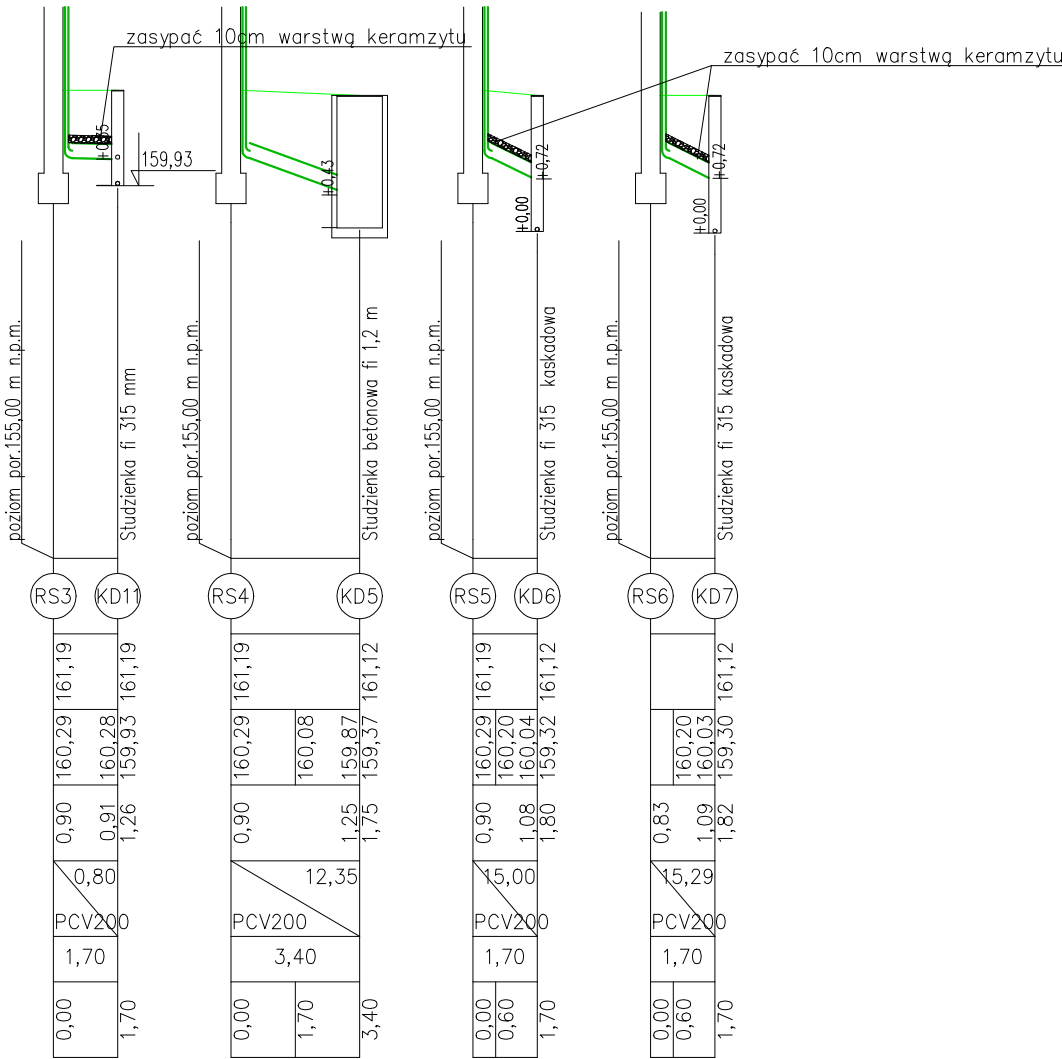 zasypać 10cm warstwą keramzytu
zasypać 10cm warstwą keramzytu
+0,35
159,93
+0,43
+0,72
+0,00
+0,72
+0,00
poziom por.155,00 m n.p.m.
Studzienka fi 315 mm
poziom por.155,00 m n.p.m.
Studzienka betonowa fi 1,2 m
poziom por.155,00 m n.p.m.
Studzienka fi 315 kaskadowa
poziom por.155,00 m n.p.m.
Studzienka fi 315 kaskadowa
RS3 KD11 RS4 KD5 RS5 KD6 RS6 KD7
161,19 161,19 161,19 161,12 161,19 161,12 161,12
160,29 160,28 159,93 160,29 160,08 159,87 159,37 160,29 160,20 160,04 159,32 160,20 160,03 159,30
0,90 0,91 1,26 0,90 1,25 1,75 0,90 1,08 1,80 0,83 1,09 1,82
0,80 12,35 15,00 15,29
PCV200 PCV200 PCV200 PCV200
1,70 3,40 1,70 1,70
0,00 1,70 0,00 1,70 3,40 0,00 0,60 1,70 0,00 0,60 1,70